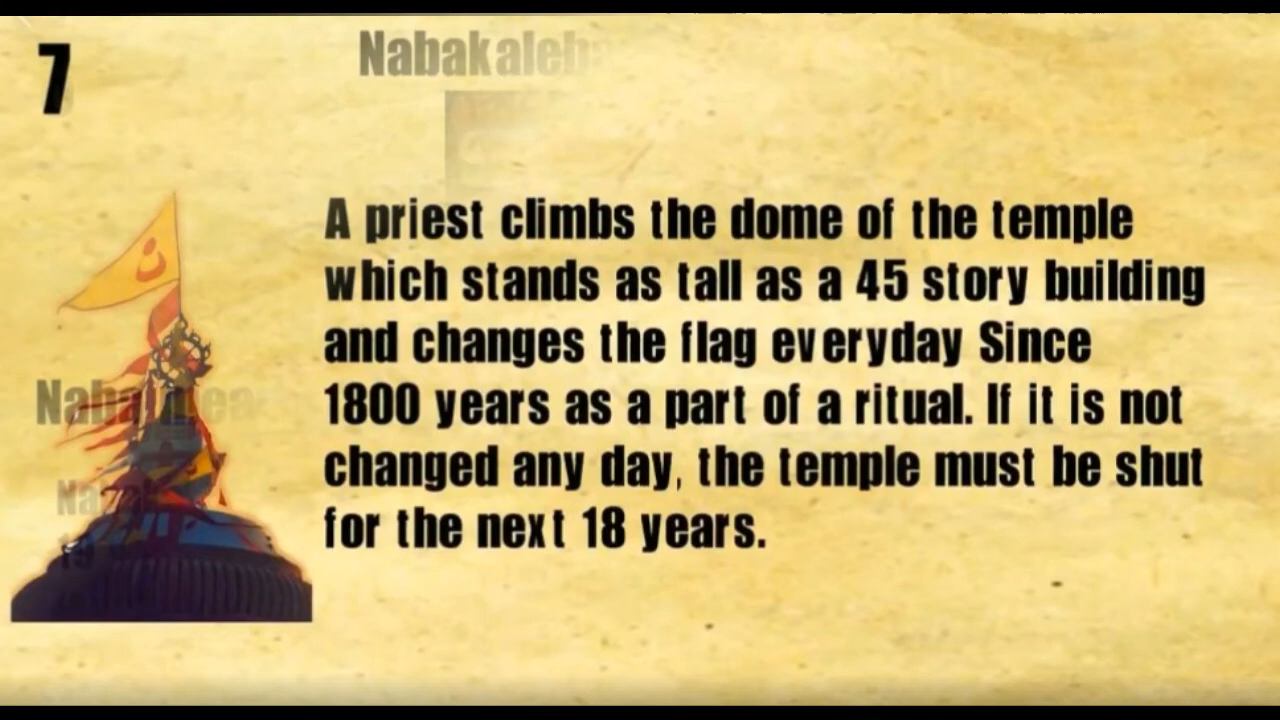 7
A priest climbs the dome of the temple
which stands as tall as a 45 story building
and changes the flag everyday Since
1800 years as a part of a ritual. If it is not
changed any day, the temple must be shut
for the next 18 years.